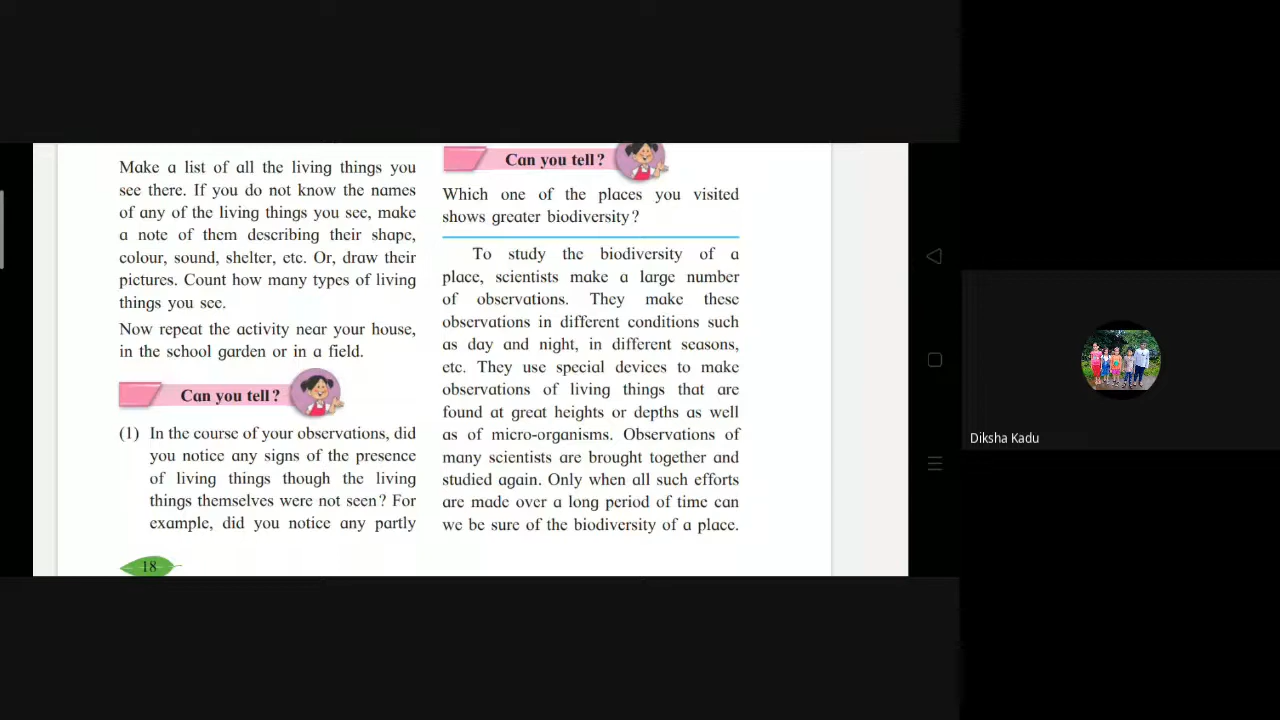 Make a list of all the living things you
see there. If you do not know the names
of any of the living things you see, make
a note of them describing their shape,
colour, sound, shelter, etc. Or, draw their
pictures. Count how many types of living
things you see.
Now repeat the activity near your house,
in the school garden or in a field.
Can you tell?
(1) In the course of your observations, did
you notice any signs of the presence
of living things though the living
things themselves were not seen? For
example, did you notice any partly
18
Can you tell?
Which one of the places you visited
shows greater biodiversity?
To study the biodiversity of a
place, scientists make a large number
of observations. They make these
observations in different conditions such
as day and night, in different seasons,
etc. They use special devices to make
observations of living things that are
found at great heights or depths as well
as of micro-organisms. Observations of
many scientists are brought together and
studied again. Only when all such efforts
are made over a long period of time can
we be sure of the biodiversity of a place.
Diksha Kadu